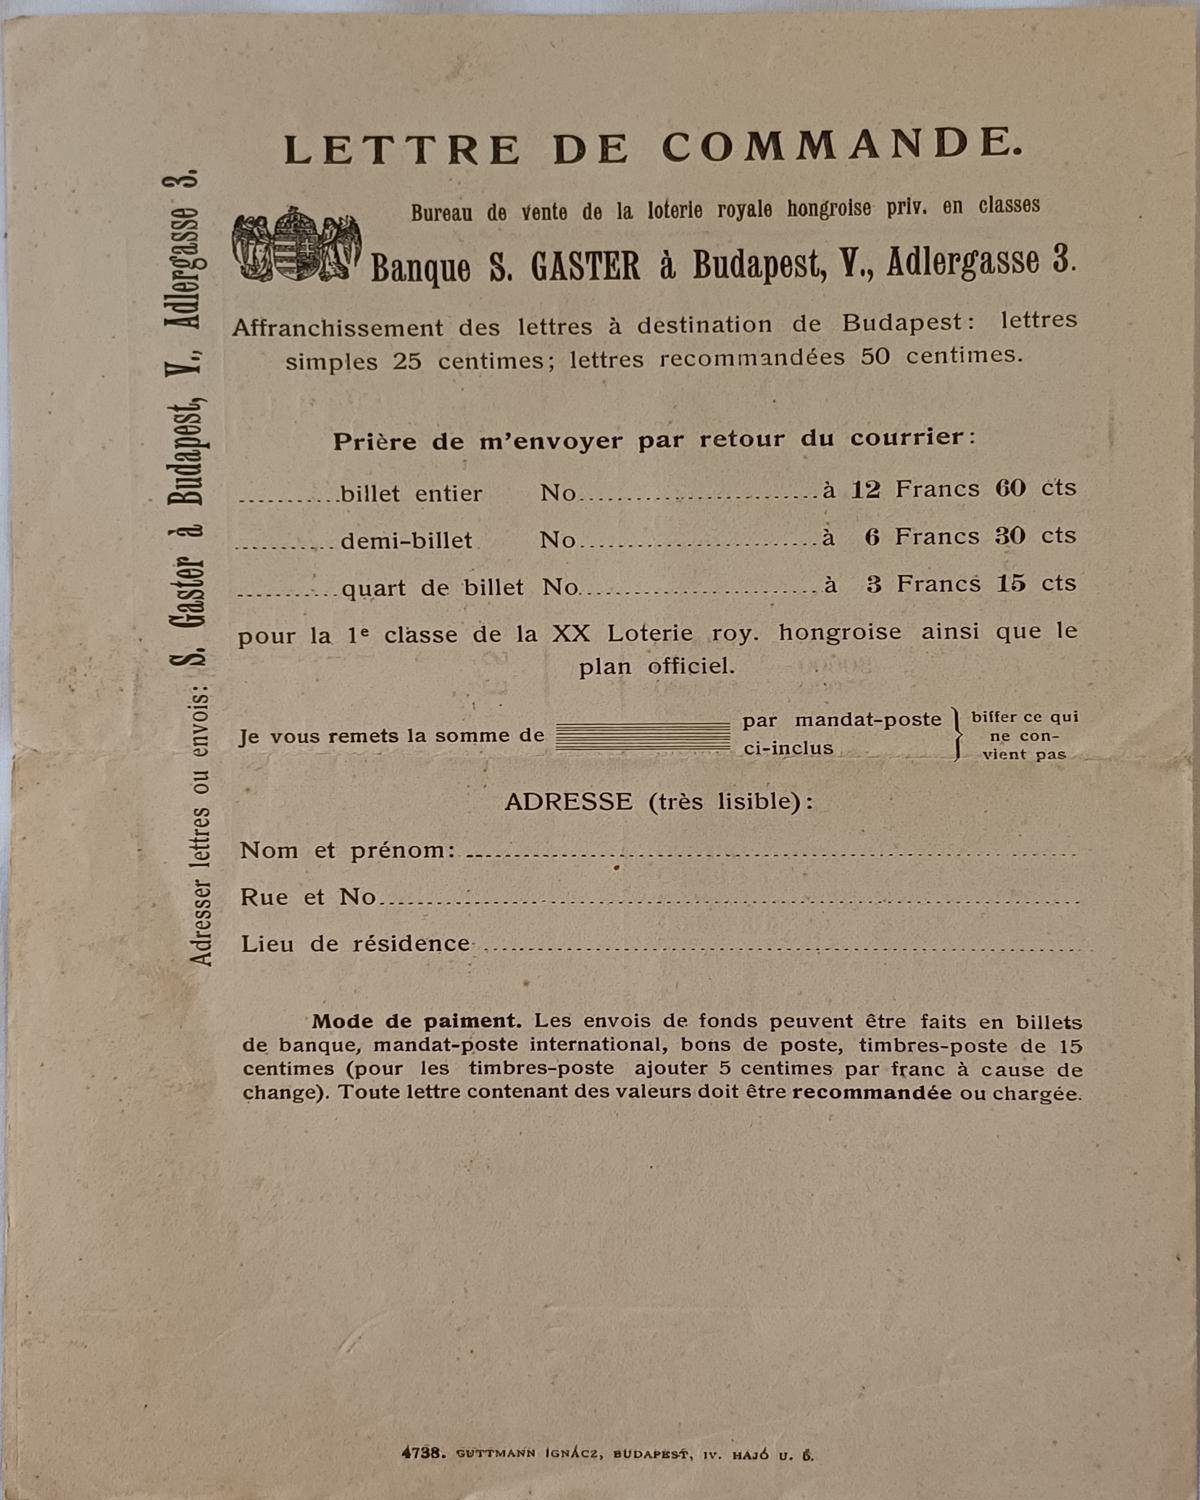 LETTRE DE COMMANDE.
Bureau de vente de la loterie royale hongroise priv. en classes
Banque S. GASTER à Budapest, V., Adlergasse 3.
Affranchissement des lettres à destination de Budapest: lettres
simples 25 centimes; lettres recommandées 50 centimes.
Prière de m'envoyer par retour du courrier:
..........billet entier No.........................à 12 Francs 60 cts
..........demi-billet No.........................à 6 Francs 30 cts
..........quart de billet No.........................à 3 Francs 15 cts
pour la 1e classe de la XX Loterie roy. hongroise ainsi que le
plan officiel.
Je vous remets la somme de par mandat-poste } biffer ce qui
ci-inclus ne con-
vient pas
ADRESSE (très lisible):
Nom et prénom:
Rue et No
Lieu de résidence
Mode de paiment. Les envois de fonds peuvent être faits en billets
de banque, mandat-poste international, bons de poste, timbres-poste de 15
centimes (pour les timbres-poste ajouter 5 centimes par franc à cause de
change). Toute lettre contenant des valeurs doit être recommandée ou chargée.
Adresser lettres ou envois: S. Gaster à Budapest, V., Adlergasse 3.
4738. GUTTMANN IGNÁCZ, BUDAPEST, IV. HAJÓ U. 6.